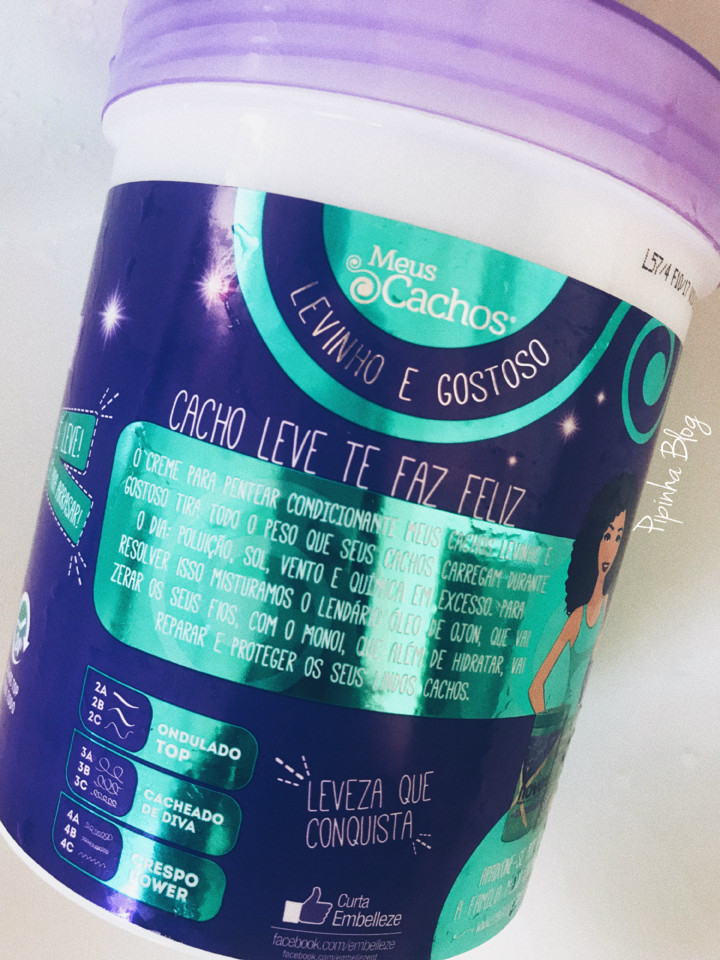 Meus
Cachos
LEVINHO E GOSTOSO
L57/4 F10/17
CACHO LEVE TE FAZ FELIZ
O CREME PARA PENTEAR CONDICIONANTE MEUS CACHOS LEVINHO E
GOSTOSO TIRA TODO O PESO QUE SEUS CACHOS CARREGAM DURANTE
O DIA: POLUIÇÃO, SOL, VENTO E QUÍMICA EM EXCESSO. PARA
RESOLVER ISSO MISTURAMOS O LENDÁRIO ÓLEO DE OJON, QUE VAI
ZERAR OS SEUS FIOS, COM O MONOI, QUE ALÉM DE HIDRATAR, VAI
REPARAR E PROTEGER OS SEUS LINDOS CACHOS.
LEVE!
ARRASAR!
Pipinha Blog
2A
2B
2C
ONDULADO
TOP
3A
3B
3C
CACHEADO
DE DIVA
4A
4B
4C
CRESPO
POWER
LEVEZA QUE
CONQUISTA
Curta
Embelleze
facebook.com/embelleze
A FAMÍLIA